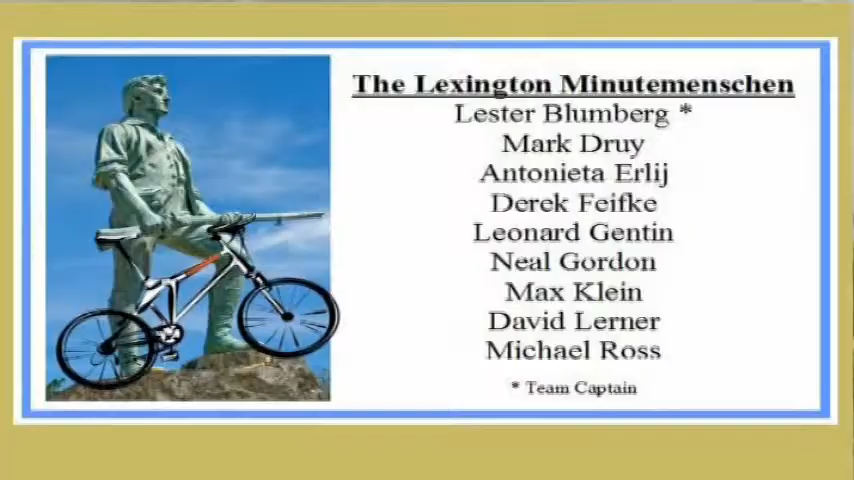 The Lexington Minutemenschen
Lester Blumberg *
Mark Druy
Antonieta Erlij
Derek Feifke
Leonard Gentin
Neal Gordon
Max Klein
David Lerner
Michael Ross
* Team Captain